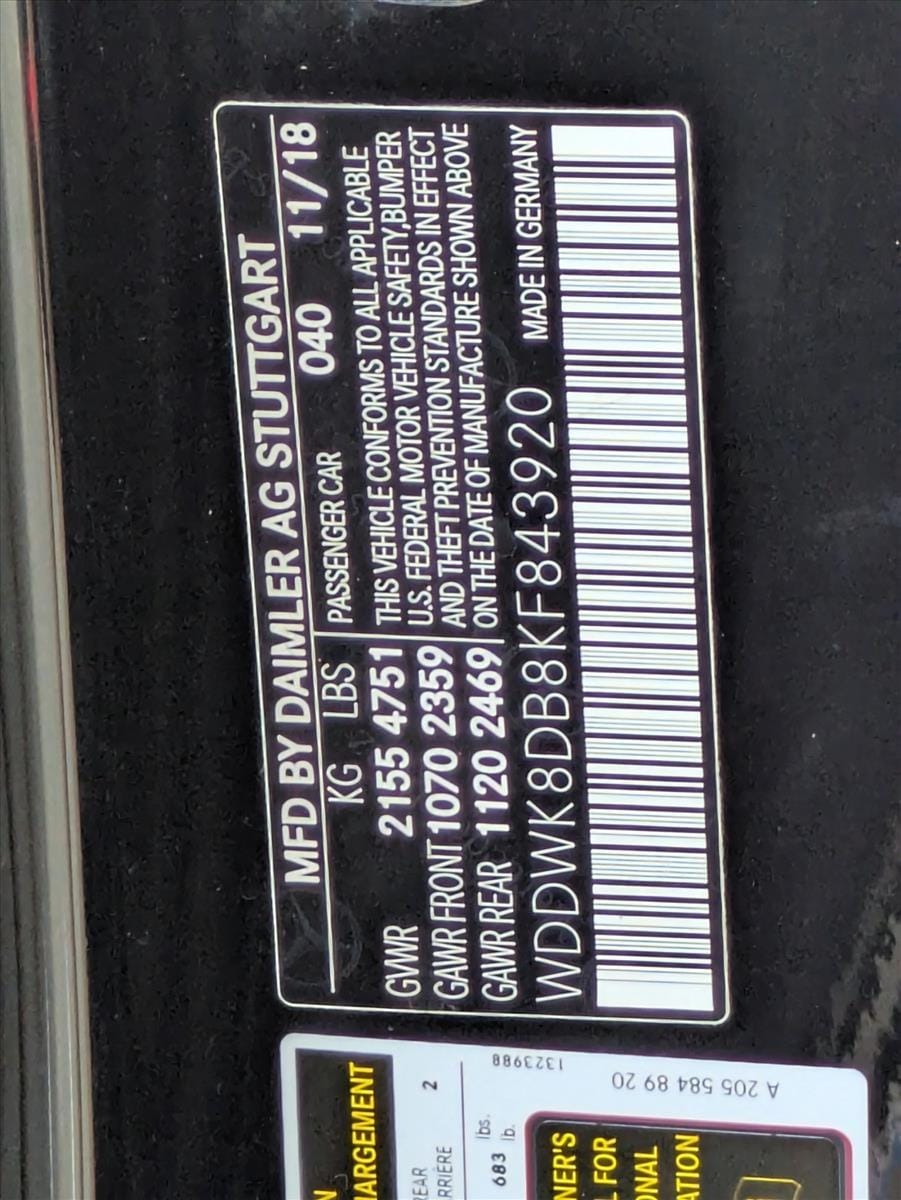 MFD BY DAIMLER AG STUTTGART
KG LBS PASSENGER CAR 040 11/18
GVWR 2155 4751 THIS VEHICLE CONFORMS TO ALL APPLICABLE
U.S. FEDERAL MOTOR VEHICLE SAFETY, BUMPER
GAWR FRONT 1070 2359 AND THEFT PREVENTION STANDARDS IN EFFECT
GAWR REAR 1120 2469 ON THE DATE OF MANUFACTURE SHOWN ABOVE
WDDWK8DB8KF843920 MADE IN GERMANY
ARGEMENT
2
683 lbs.
lb.
1323988
A 205 584 89 20
NER'S
FOR
ONAL
ATION